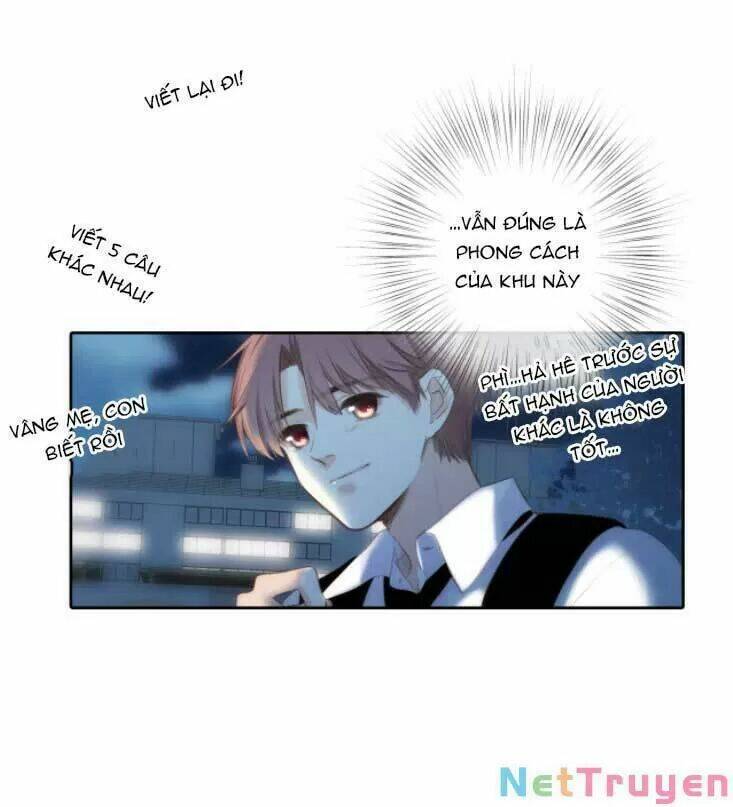 VIẾT LẠI ĐI!
...VẪN ĐÚNG LÀ
PHONG CÁCH
CỦA KHU NÀY
VIẾT 5 CÂU
KHÁC NHAU!
PHÌ...HẢ HÊ TRƯỚC SỰ
BẤT HẠNH CỦA NGƯỜI
KHÁC LÀ KHÔNG
TỐT...
VÂNG MẸ, CON
BIẾT RỒI
NetTruyen